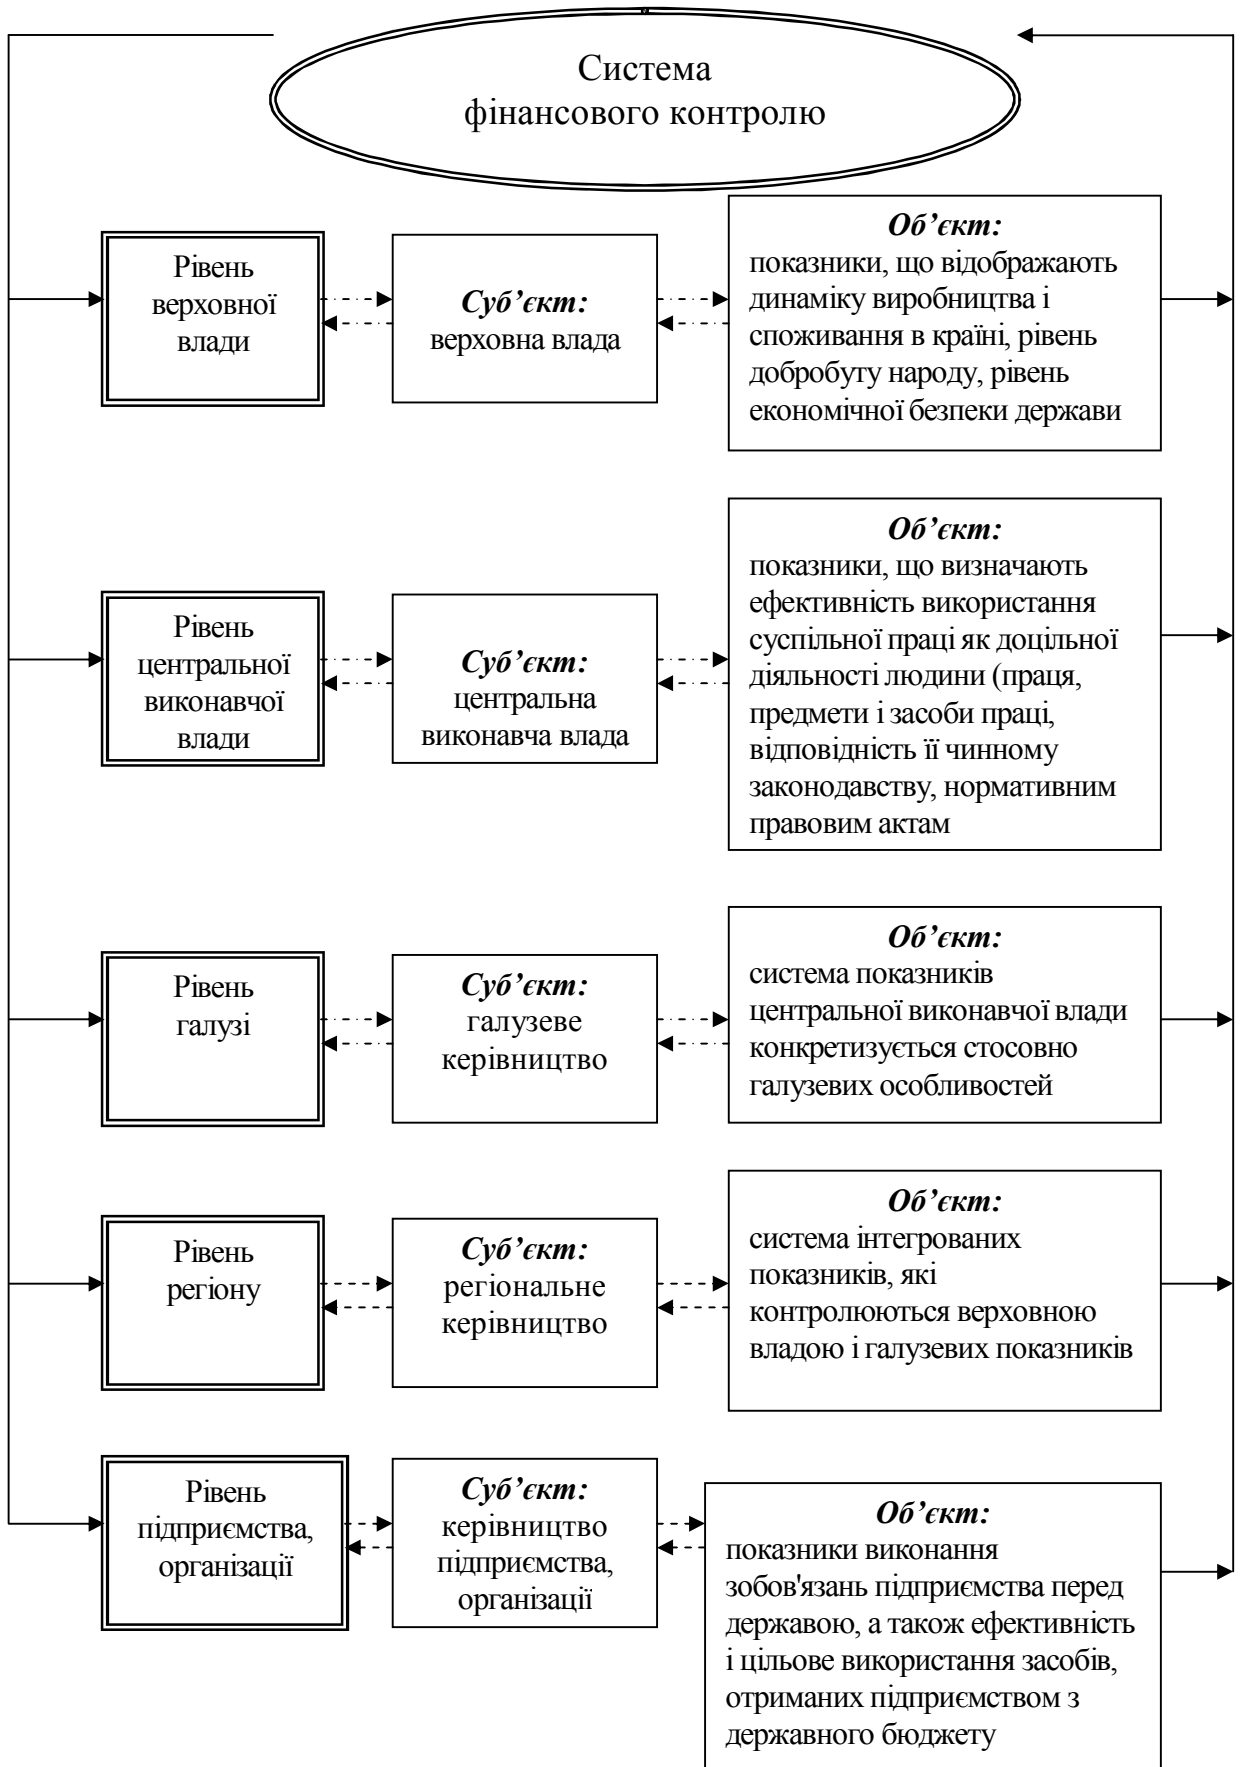 Система
фінансового контролю
Рівень
верховної
влади
Суб’єкт:
верховна влада
Об’єкт:
показники, що відображають
динаміку виробництва і
споживання в країні, рівень
добробуту народу, рівень
економічної безпеки держави
Рівень
центральної
виконавчої
влади
Суб’єкт:
центральна
виконавча влада
Об’єкт:
показники, що визначають
ефективність використання
суспільної праці як доцільної
діяльності людини (праця,
предмети і засоби праці,
відповідність її чинному
законодавству, нормативним
правовим актам
Рівень
галузі
Суб’єкт:
галузеве
керівництво
Об’єкт:
система показників
центральної виконавчої влади
конкретизується стосовно
галузевих особливостей
Рівень
регіону
Суб’єкт:
регіональне
керівництво
Об’єкт:
система інтегрованих
показників, які
контролюються верховною
владою і галузевих показників
Рівень
підприємства,
організації
Суб’єкт:
керівництво
підприємства,
організації
Об’єкт:
показники виконання
зобов'язань підприємства перед
державою, а також ефективність
і цільове використання засобів,
отриманих підприємством з
державного бюджету